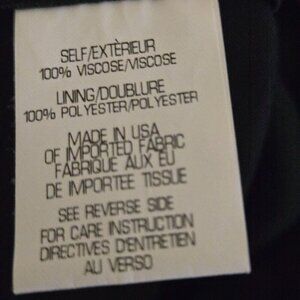 SELF/EXTÈRIEUR
100% VISCOSE/VISCOSE
LINING/DOUBLURE
100% POLYESTER/POLYESTER
MADE IN USA
OF IMPORTED FABRIC
FABRIQUE AUX EU
DE IMPORTEE TISSUE
SEE REVERSE SIDE
FOR CARE INSTRUCTION
DIRECTIVES D'ENTRETIEN
AU VERSO